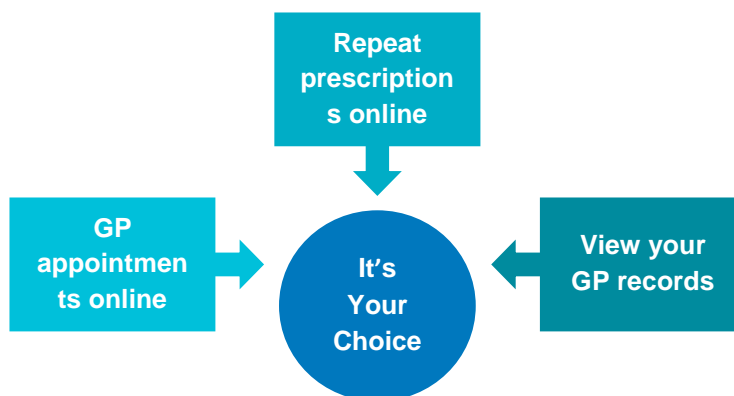 Repeat
prescription
s online
GP
appointmen
ts online
It's
Your
Choice
View your
GP records